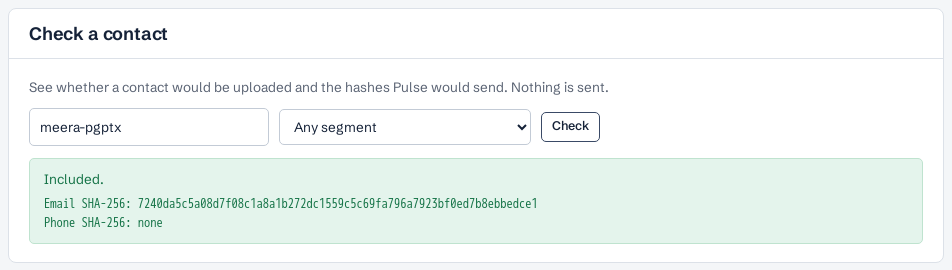 Check a contact
See whether a contact would be uploaded and the hashes Pulse would send. Nothing is sent.
meera-pgptx Any segment Check
Included.
Email SHA-256: 7240da5c5a08d7f08c1a8a1b272dc1559c5c69fa796a7923bf0ed7b8ebbedce1
Phone SHA-256: none